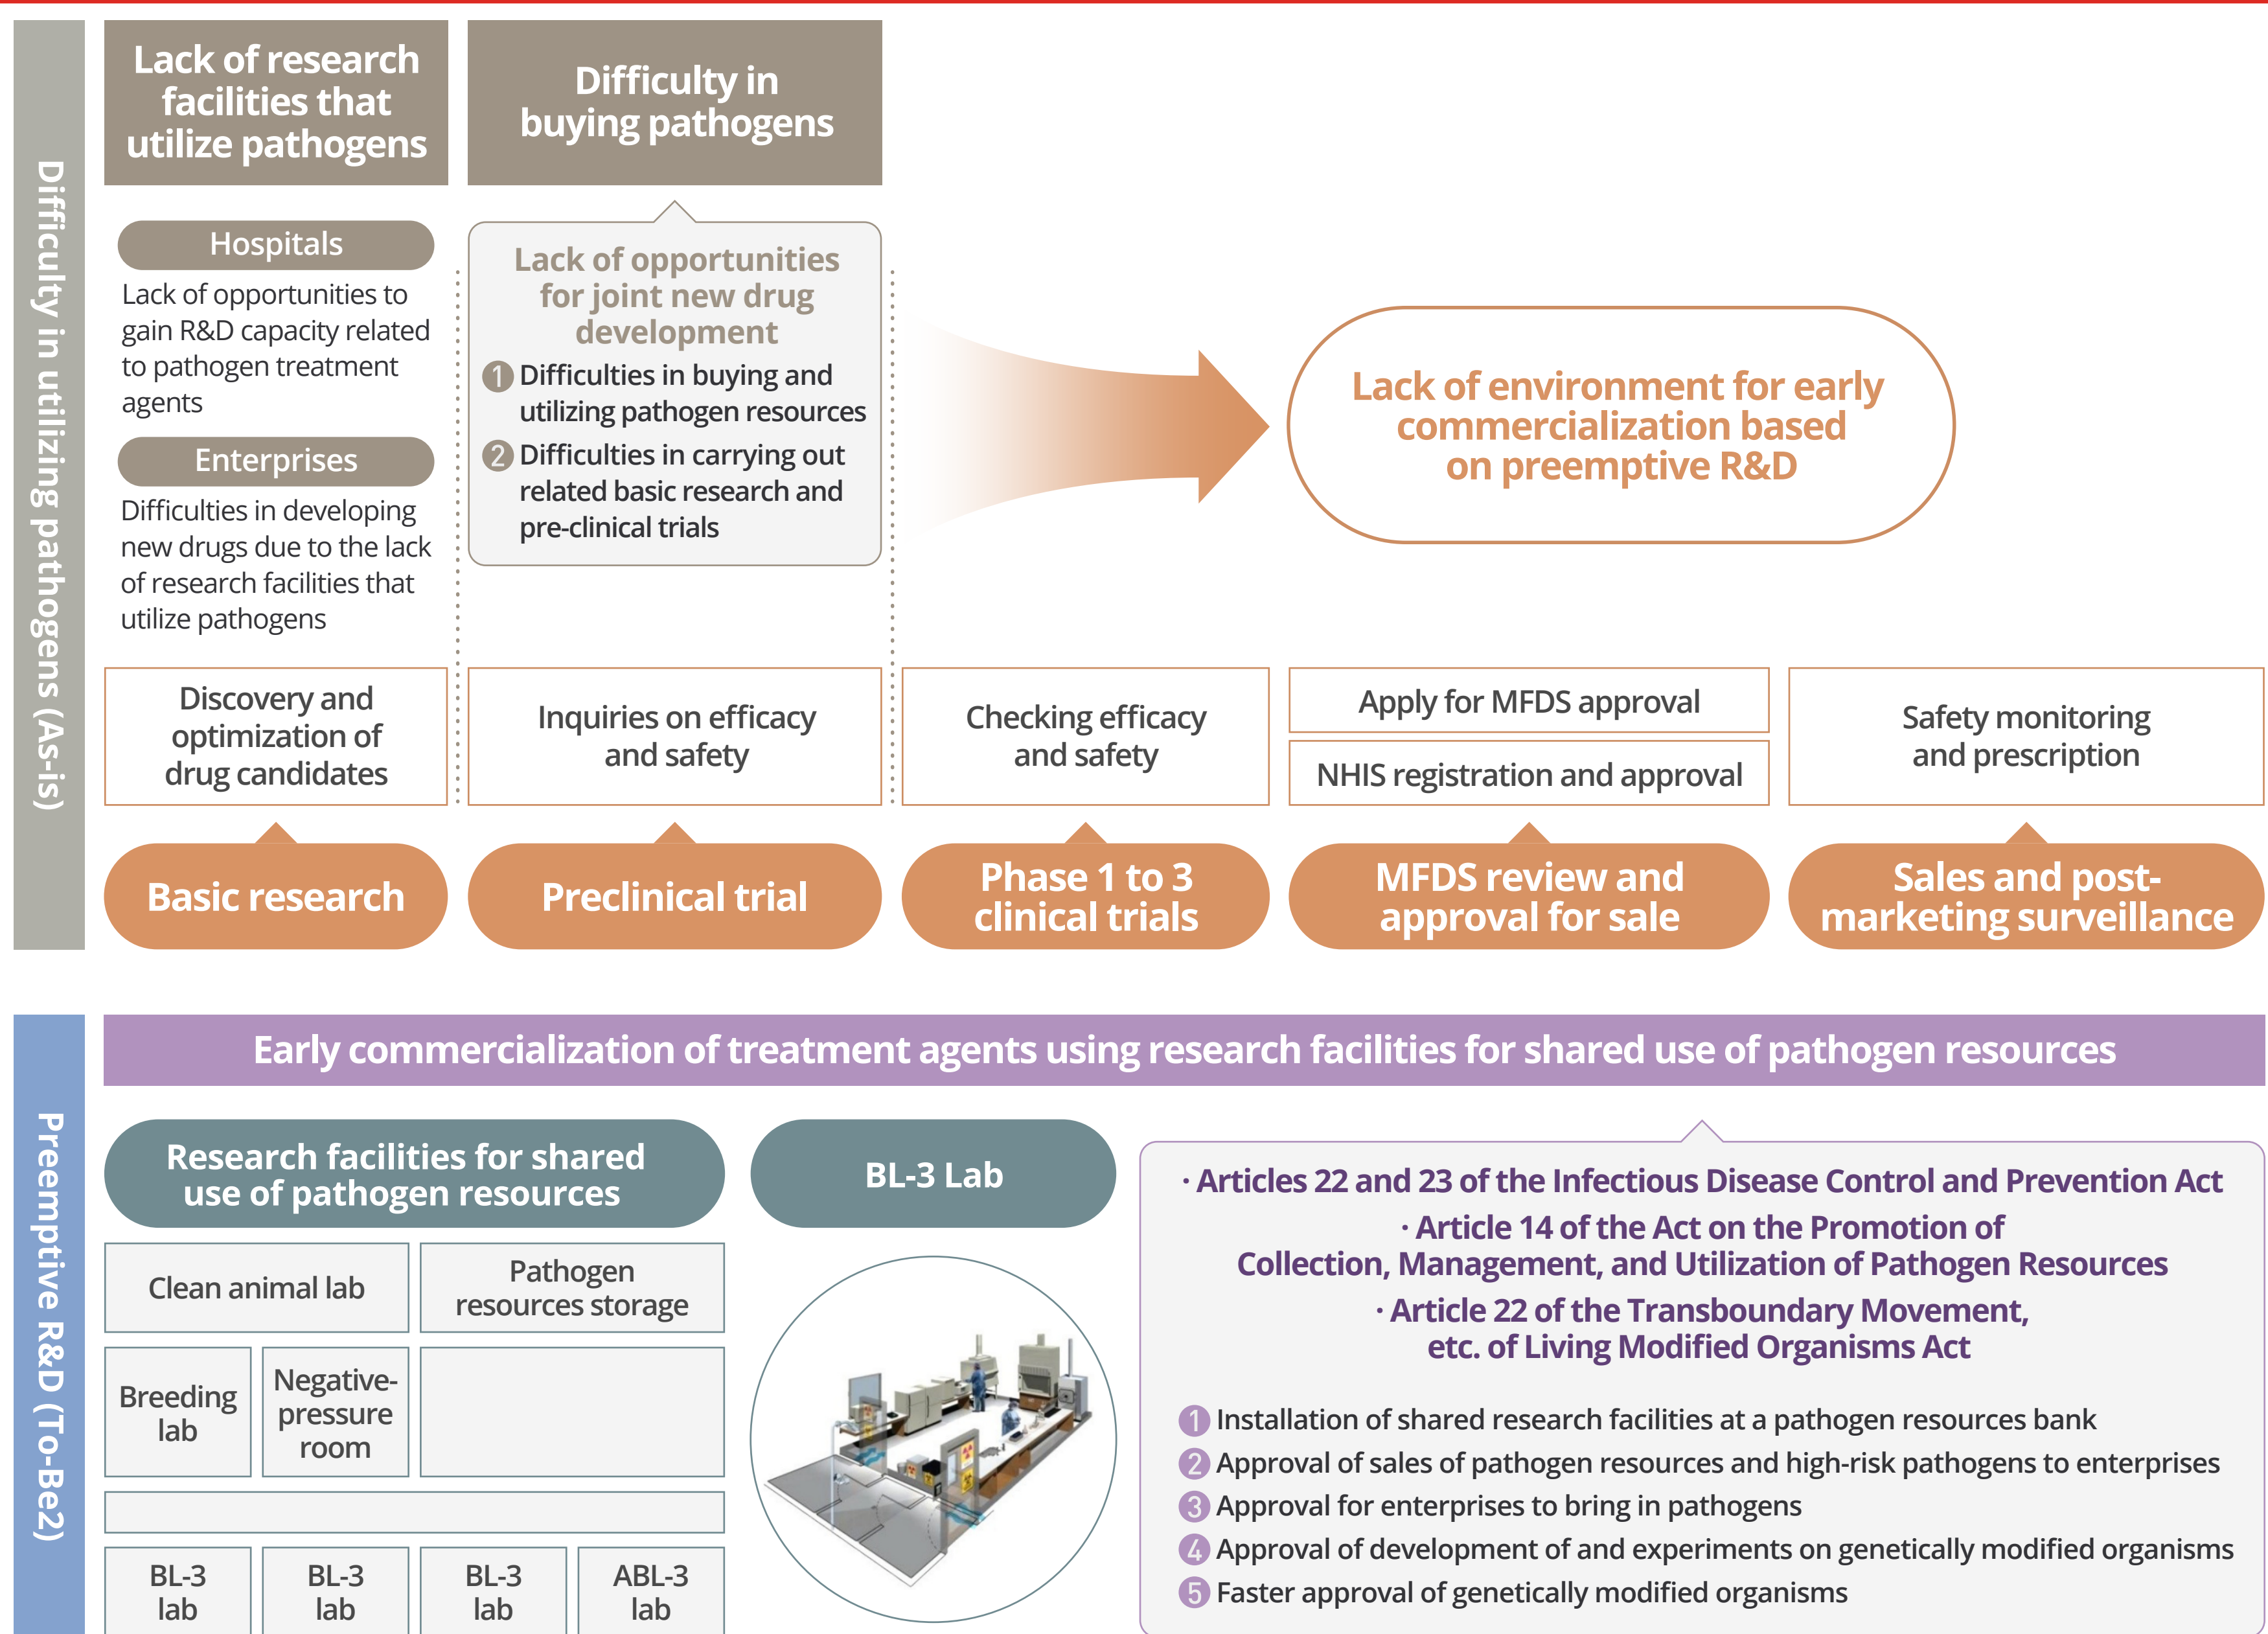 Difficulty in utilizing pathogens (As-is)
Lack of research
facilities that
utilize pathogens
Difficulty in
buying pathogens
Hospitals
Lack of opportunities to
gain R&D capacity related
to pathogen treatment
agents
Enterprises
Difficulties in developing
new drugs due to the lack
of research facilities that
utilize pathogens
Lack of opportunities
for joint new drug
development
1 Difficulties in buying and
utilizing pathogen resources
2 Difficulties in carrying out
related basic research and
pre-clinical trials
Lack of environment for early
commercialization based
on preemptive R&D
Discovery and
optimization of
drug candidates
Inquiries on efficacy
and safety
Checking efficacy
and safety
Apply for MFDS approval
NHIS registration and approval
Safety monitoring
and prescription
Basic research
Preclinical trial
Phase 1 to 3
clinical trials
MFDS review and
approval for sale
Sales and post-
marketing surveillance
Preemptive R&D (To-Be2)
Early commercialization of treatment agents using research facilities for shared use of pathogen resources
Research facilities for shared
use of pathogen resources
Clean animal lab
Pathogen
resources storage
Breeding
lab
Negative-
pressure
room
BL-3
lab
BL-3
lab
BL-3
lab
ABL-3
lab
BL-3 Lab
· Articles 22 and 23 of the Infectious Disease Control and Prevention Act
· Article 14 of the Act on the Promotion of
Collection, Management, and Utilization of Pathogen Resources
· Article 22 of the Transboundary Movement,
etc. of Living Modified Organisms Act
1 Installation of shared research facilities at a pathogen resources bank
2 Approval of sales of pathogen resources and high-risk pathogens to enterprises
3 Approval for enterprises to bring in pathogens
4 Approval of development of and experiments on genetically modified organisms
5 Faster approval of genetically modified organisms